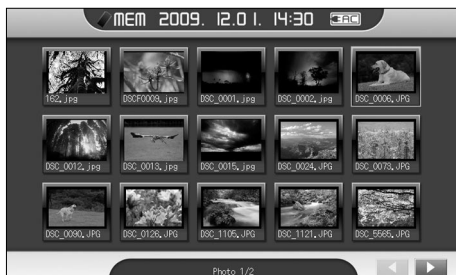 MEM 2009. 12.01. 14:30 AC
162.jpg DSCF0009.jpg DSC_0001.jpg DSC_0002.jpg DSC_0006.JPG
DSC_0012.jpg DSC_0013.jpg DSC_0015.jpg DSC_0024.JPG DSC_0073.JPG
DSC_0090.JPG DSC_0126.JPG DSC_1105.JPG DSC_1121.JPG DSC_5565.JPG
Photo 1/2